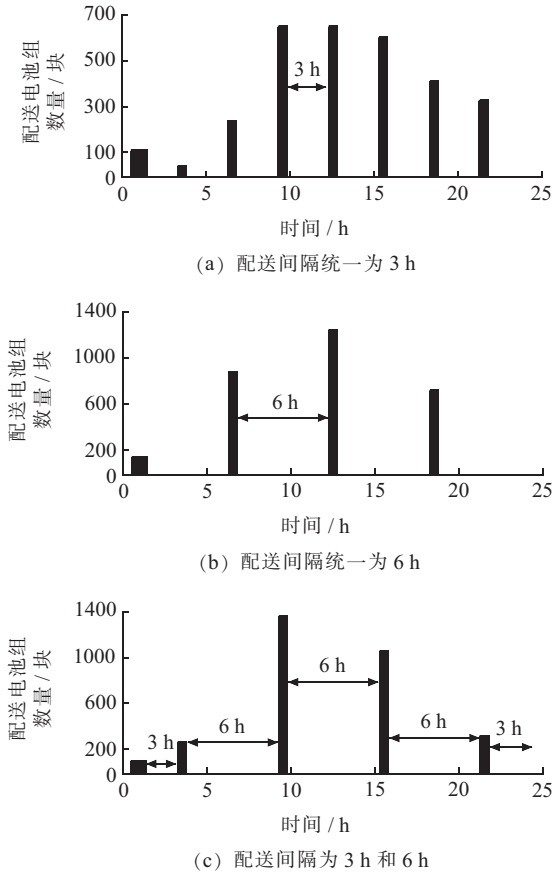 配送电池组
数量 / 块
700
500
300
100
0
3 h
0 5 10 15 20 25
时间 / h
(a) 配送间隔统一为 3 h
配送电池组
数量 / 块
1400
1000
600
200
0
6 h
0 5 10 15 20 25
时间 / h
(b) 配送间隔统一为 6 h
配送电池组
数量 / 块
1400
1000
600
200
0
3 h
6 h
6 h
6 h
3 h
0 5 10 15 20 25
时间 / h
(c) 配送间隔为 3 h 和 6 h